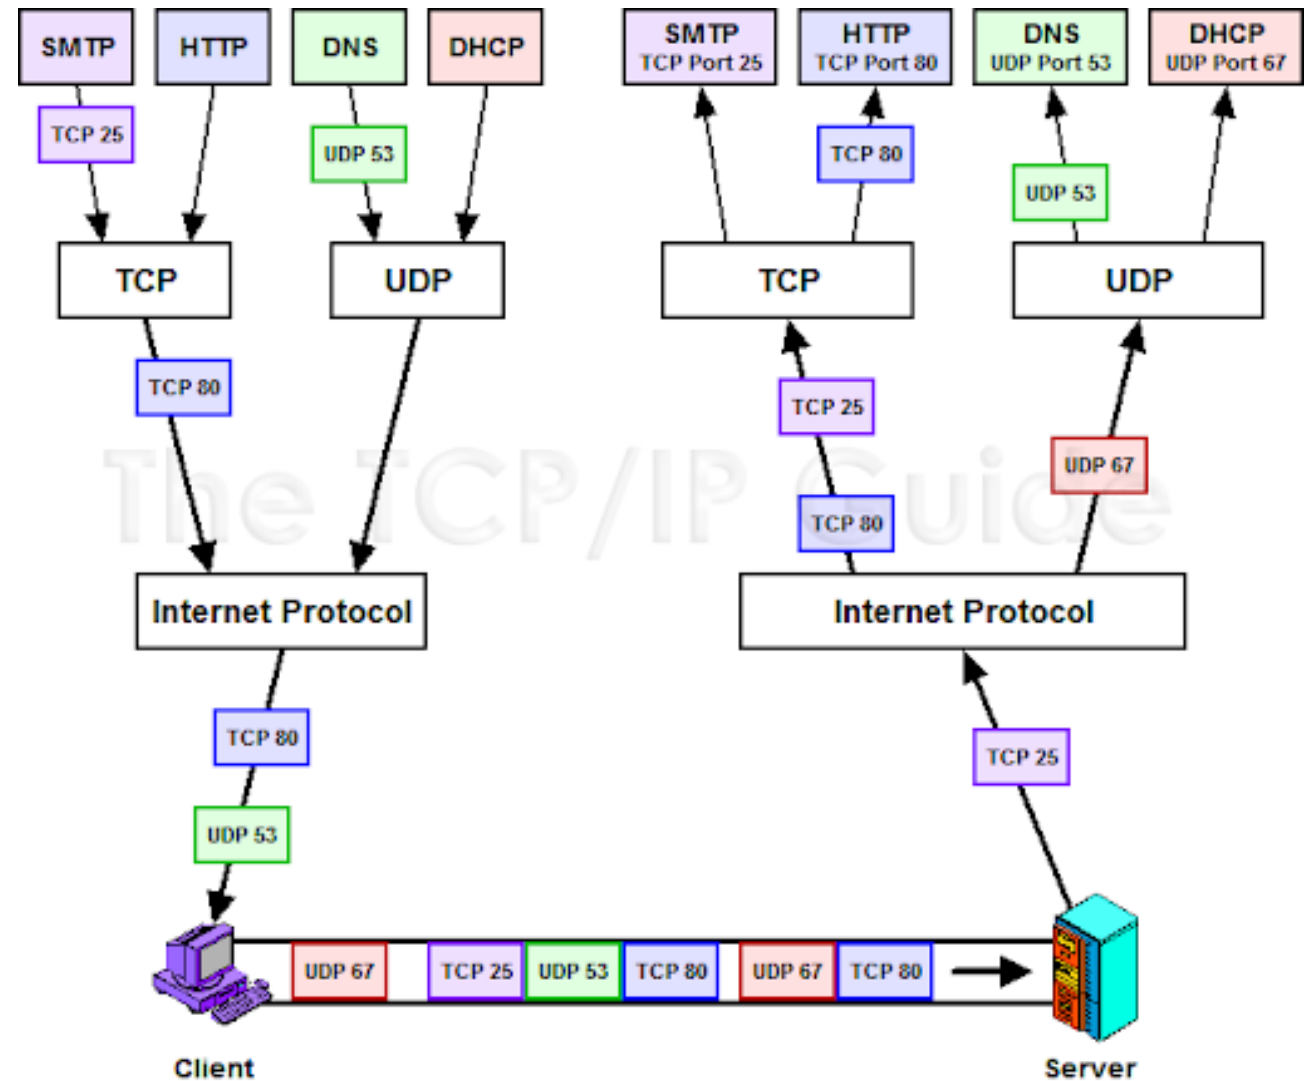 SMTP
HTTP
DNS
DHCP
SMTP
TCP Port 25
HTTP
TCP Port 80
DNS
UDP Port 53
DHCP
UDP Port 67
TCP 25
UDP 53
TCP 80
UDP 53
TCP
UDP
TCP
UDP
TCP 80
TCP 25
UDP 67
The TCP/IP Guide
TCP 80
Internet Protocol
Internet Protocol
TCP 80
TCP 25
UDP 53
UDP 67
TCP 25
UDP 53
TCP 80
UDP 67
TCP 80
Client
Server